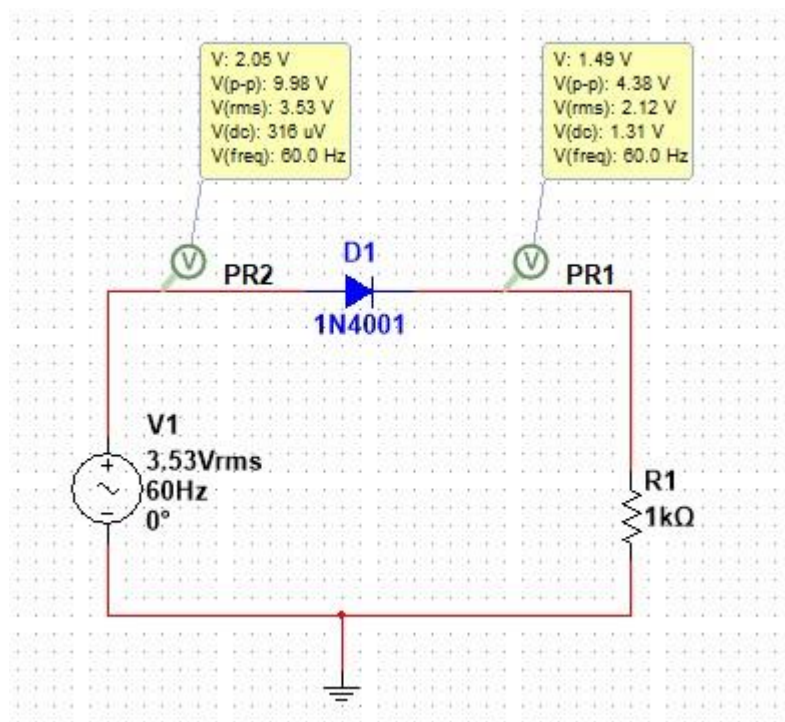 V: 2.05 V
V(p-p): 9.98 V
V(rms): 3.53 V
V(dc): 316 uV
V(freq): 60.0 Hz
V: 1.49 V
V(p-p): 4.38 V
V(rms): 2.12 V
V(dc): 1.31 V
V(freq): 60.0 Hz
V
PR2
D1
1N4001
V
PR1
V1
3.53Vrms
60Hz
0°
R1
1kΩ